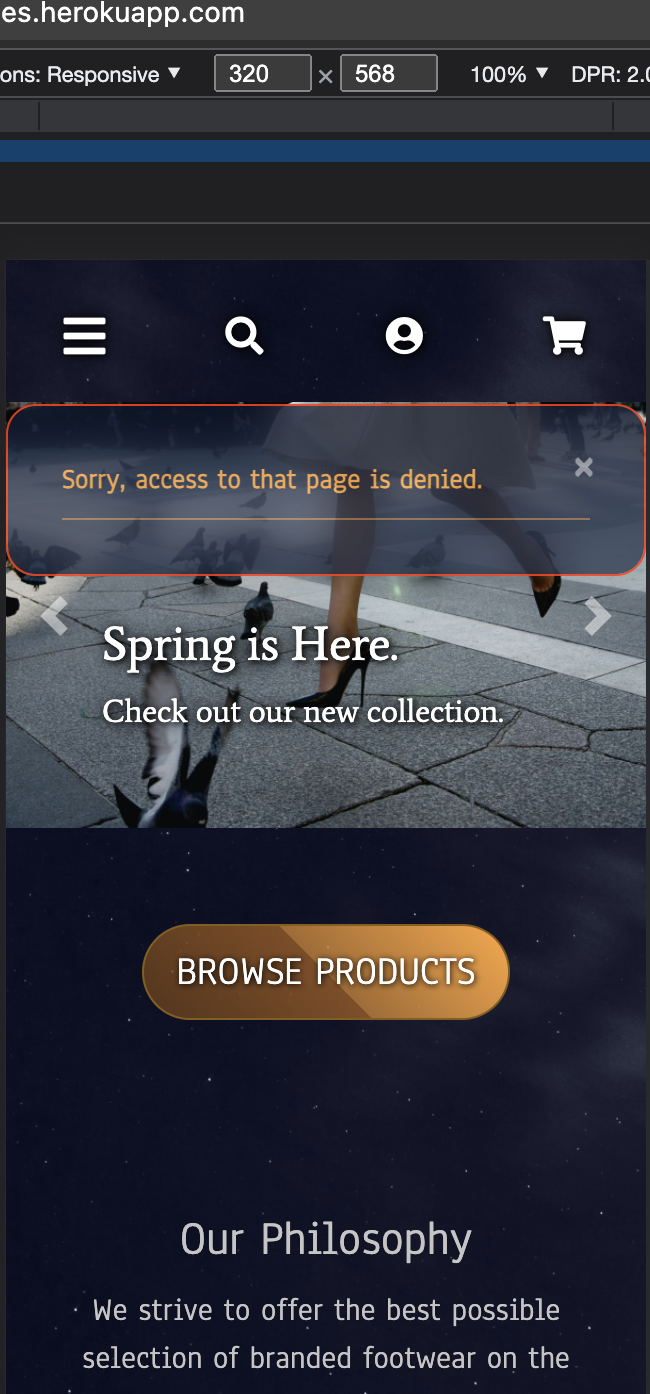 es.herokuapp.com
ons: Responsive ▼ 320 × 568 100% ▼ DPR: 2.0
Sorry, access to that page is denied.
×
Spring is Here.
Check out our new collection.
BROWSE PRODUCTS
Our Philosophy
We strive to offer the best possible
selection of branded footwear on the